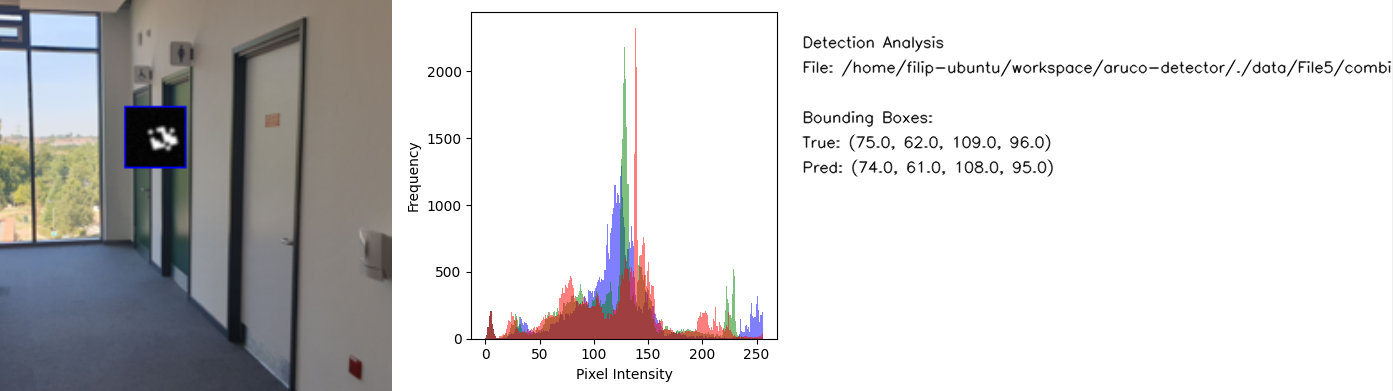 2000
1500
1000
500
0
Frequency
0 50 100 150 200 250
Pixel Intensity
Detection Analysis
File: /home/filip-ubuntu/workspace/aruco-detector/./data/File5/combi
Bounding Boxes:
True: (75.0, 62.0, 109.0, 96.0)
Pred: (74.0, 61.0, 108.0, 95.0)